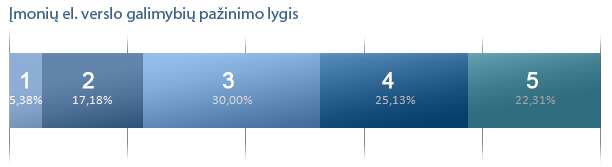 Įmonių el. verslo galimybių pažinimo lygis
1 2 3 4 5
5,38% 17,18% 30,00% 25,13% 22,31%